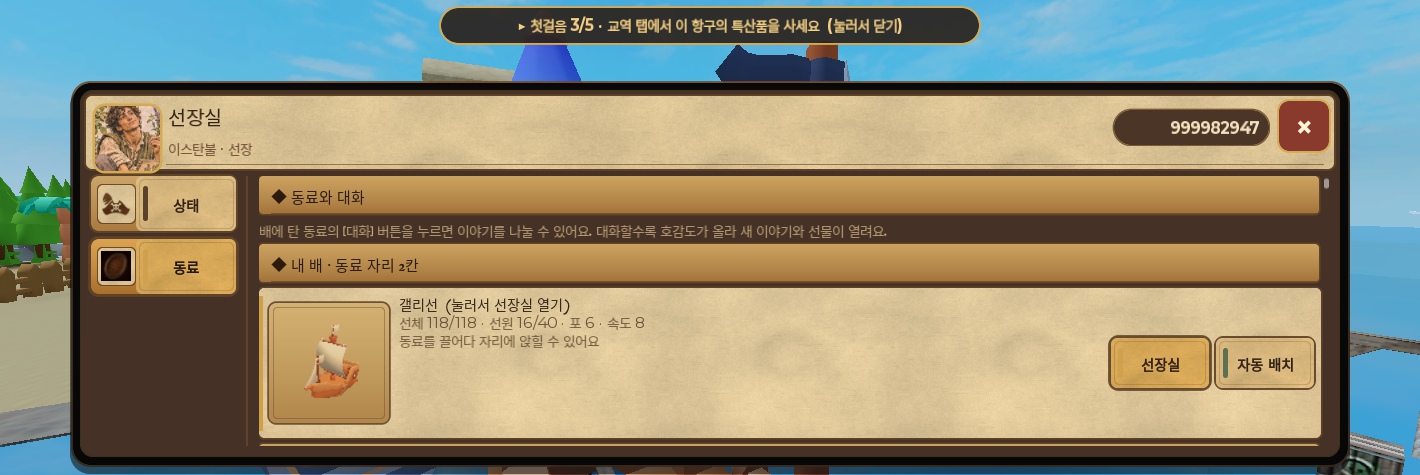 ▸ 첫걸음 3/5 · 교역 탭에서 이 항구의 특산품을 사세요 (눌러서 닫기)
선장실
이스탄불 · 선장
999982947
×
상태
동료
◆ 동료와 대화
배에 탄 동료의 [대화] 버튼을 누르면 이야기를 나눌 수 있어요. 대화할수록 호감도가 올라 새 이야기와 선물이 열려요.
◆ 내 배 · 동료 자리 2칸
갤리선 (눌러서 선장실 열기)
선체 118/118 · 선원 16/40 · 포 6 · 속도 8
동료를 끌어다 자리에 앉힐 수 있어요
선장실
자동 배치